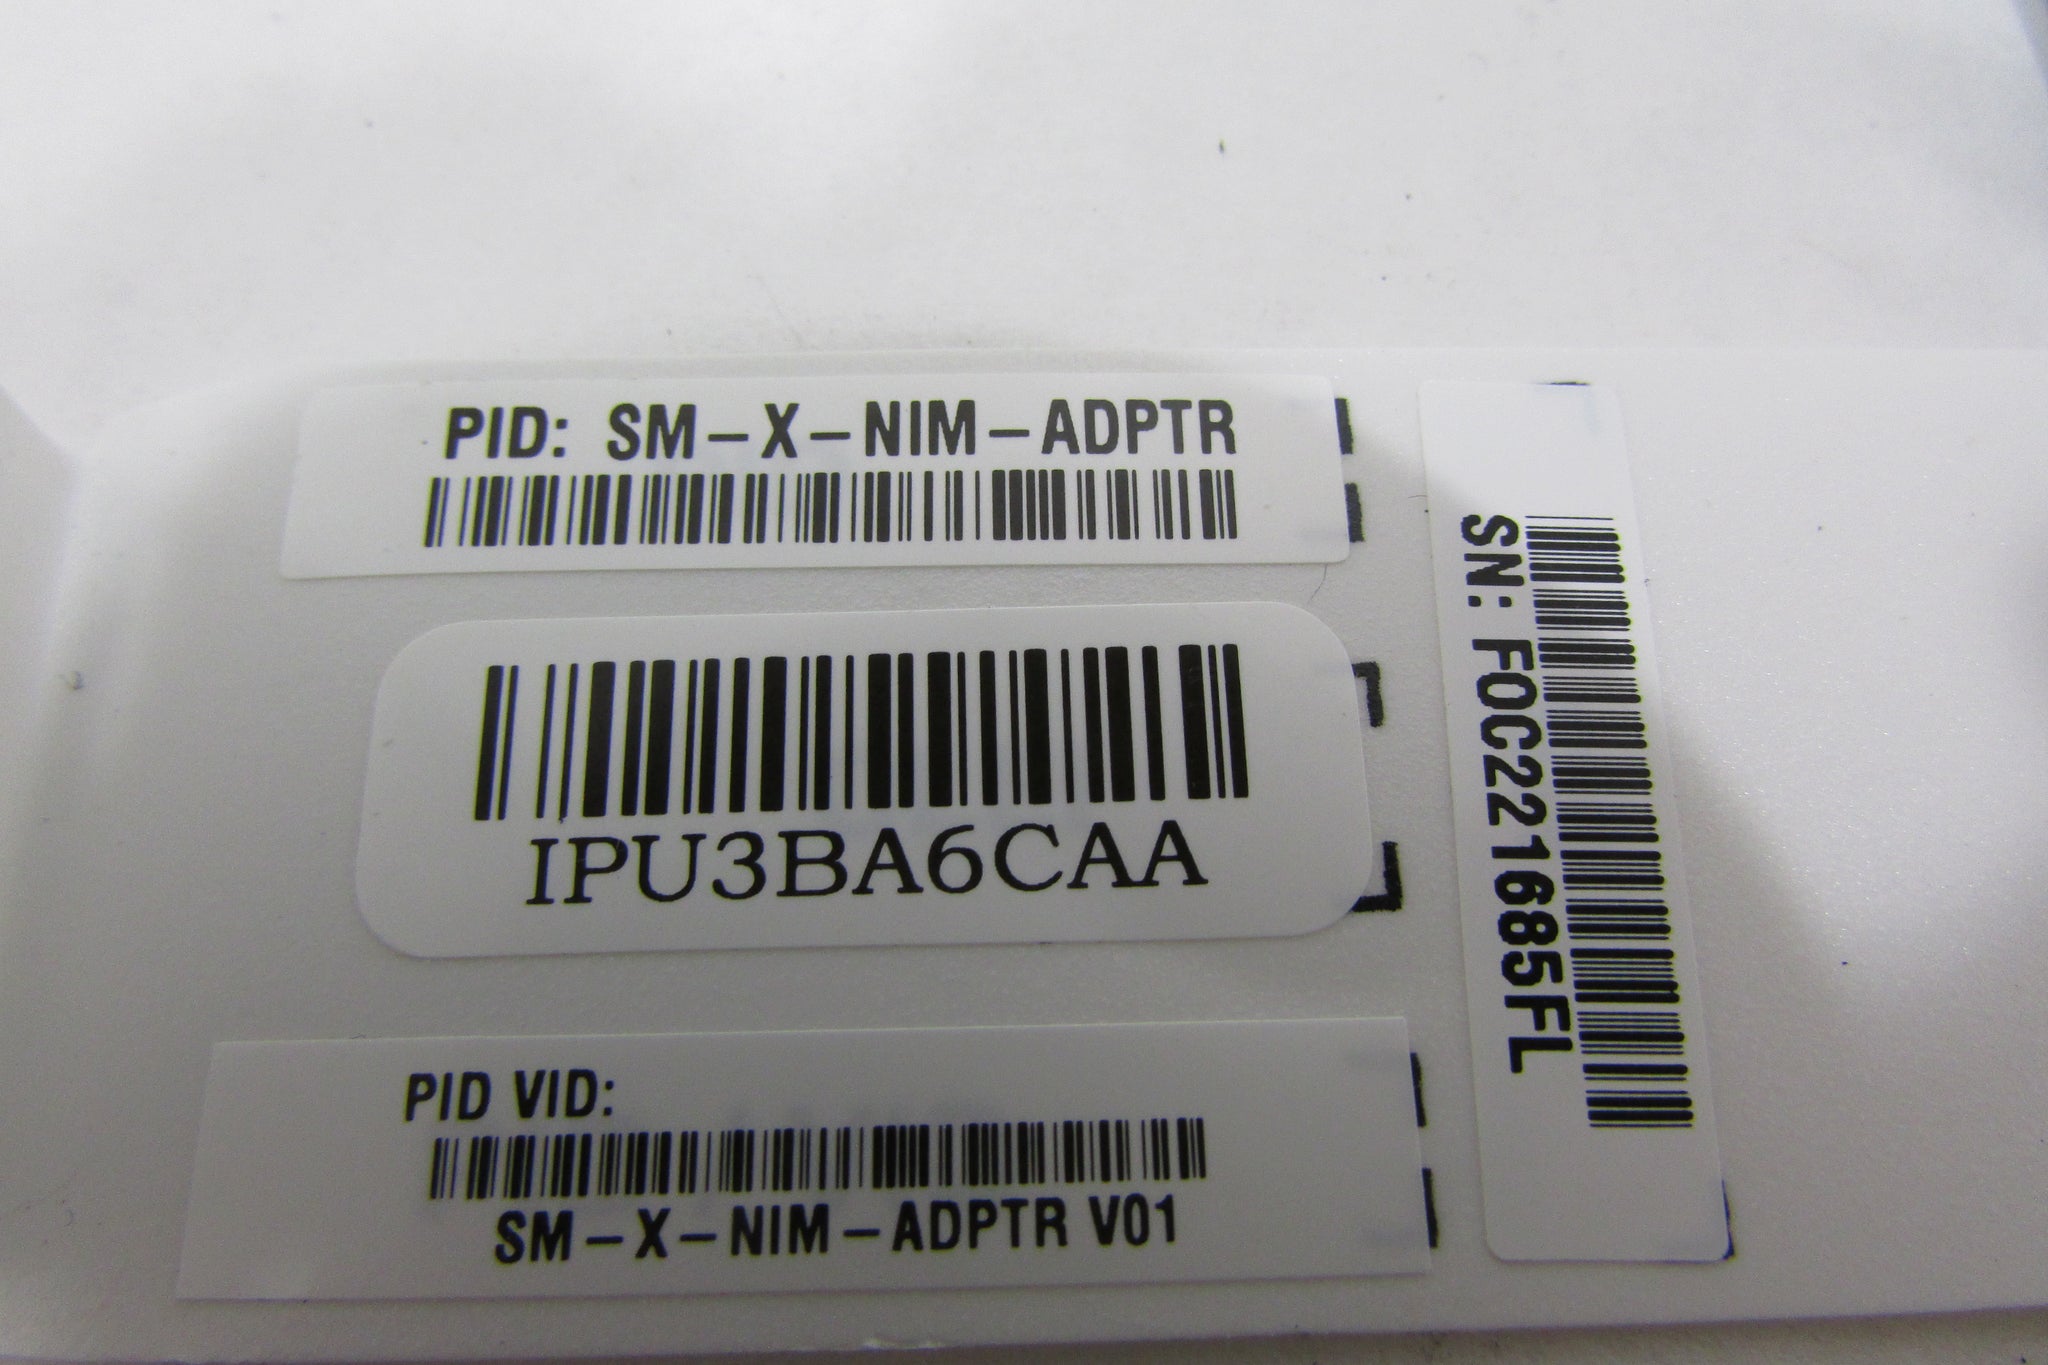 PID: SM-X-NIM-ADPTR
IPU3BA6CAA
PID VID:
SM-X-NIM-ADPTR V01
SN: FOC221685FL